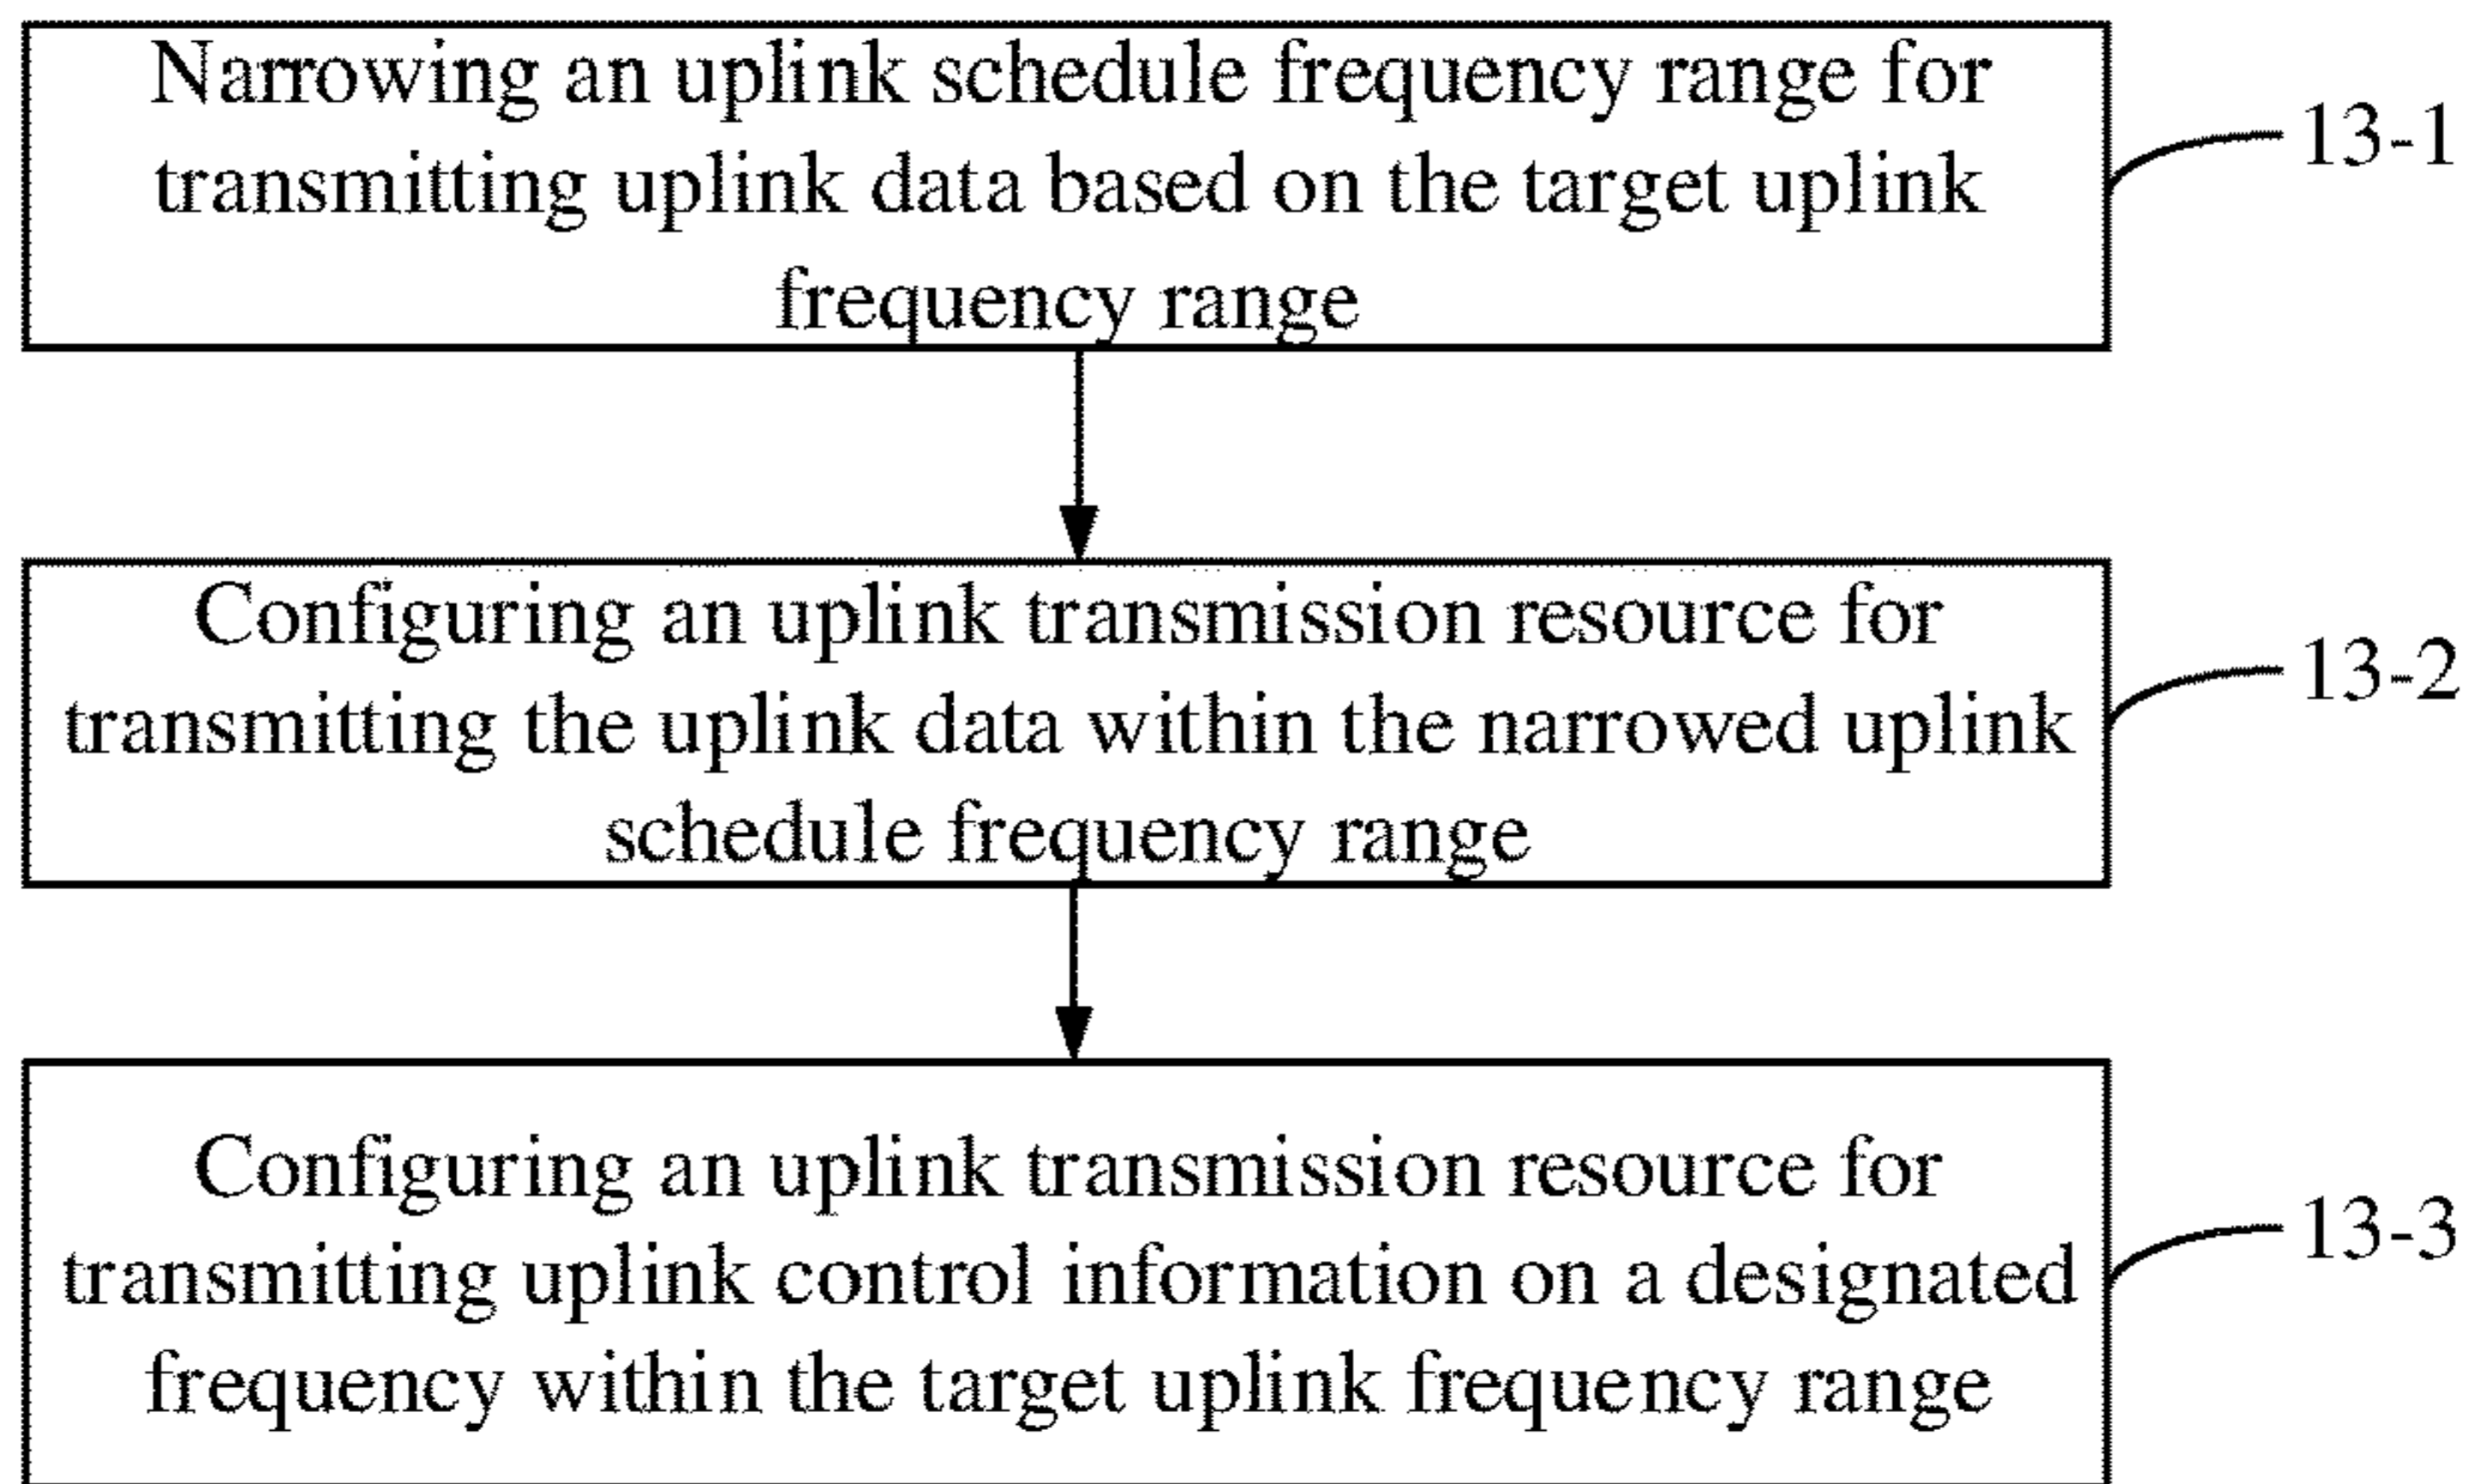 Narrowing an uplink schedule frequency range for
transmitting uplink data based on the target uplink
frequency range
13-1
Configuring an uplink transmission resource for
transmitting the uplink data within the narrowed uplink
schedule frequency range
13-2
Configuring an uplink transmission resource for
transmitting uplink control information on a designated
frequency within the target uplink frequency range
13-3